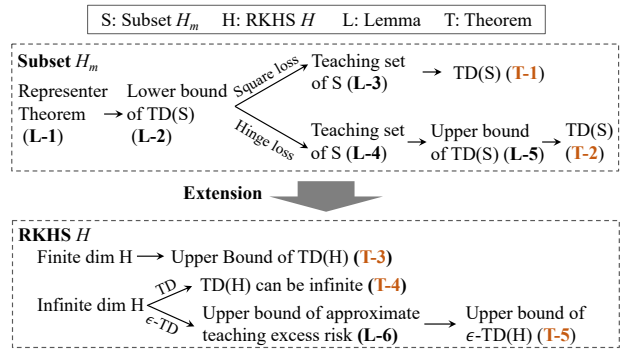 S: Subset H_m H: RKHS H L: Lemma T: Theorem
Subset H_m
Representer Theorem (L-1)
Lower bound of TD(S) (L-2)
Square loss
Teaching set of S (L-3)
TD(S) (T-1)
Hinge loss
Teaching set of S (L-4)
Upper bound of TD(S) (L-5)
TD(S) (T-2)
Extension
RKHS H
Finite dim H
Upper Bound of TD(H) (T-3)
Infinite dim H
TD
TD(H) can be infinite (T-4)
ϵ-TD
Upper bound of approximate teaching excess risk (L-6)
Upper bound of ϵ-TD(H) (T-5)